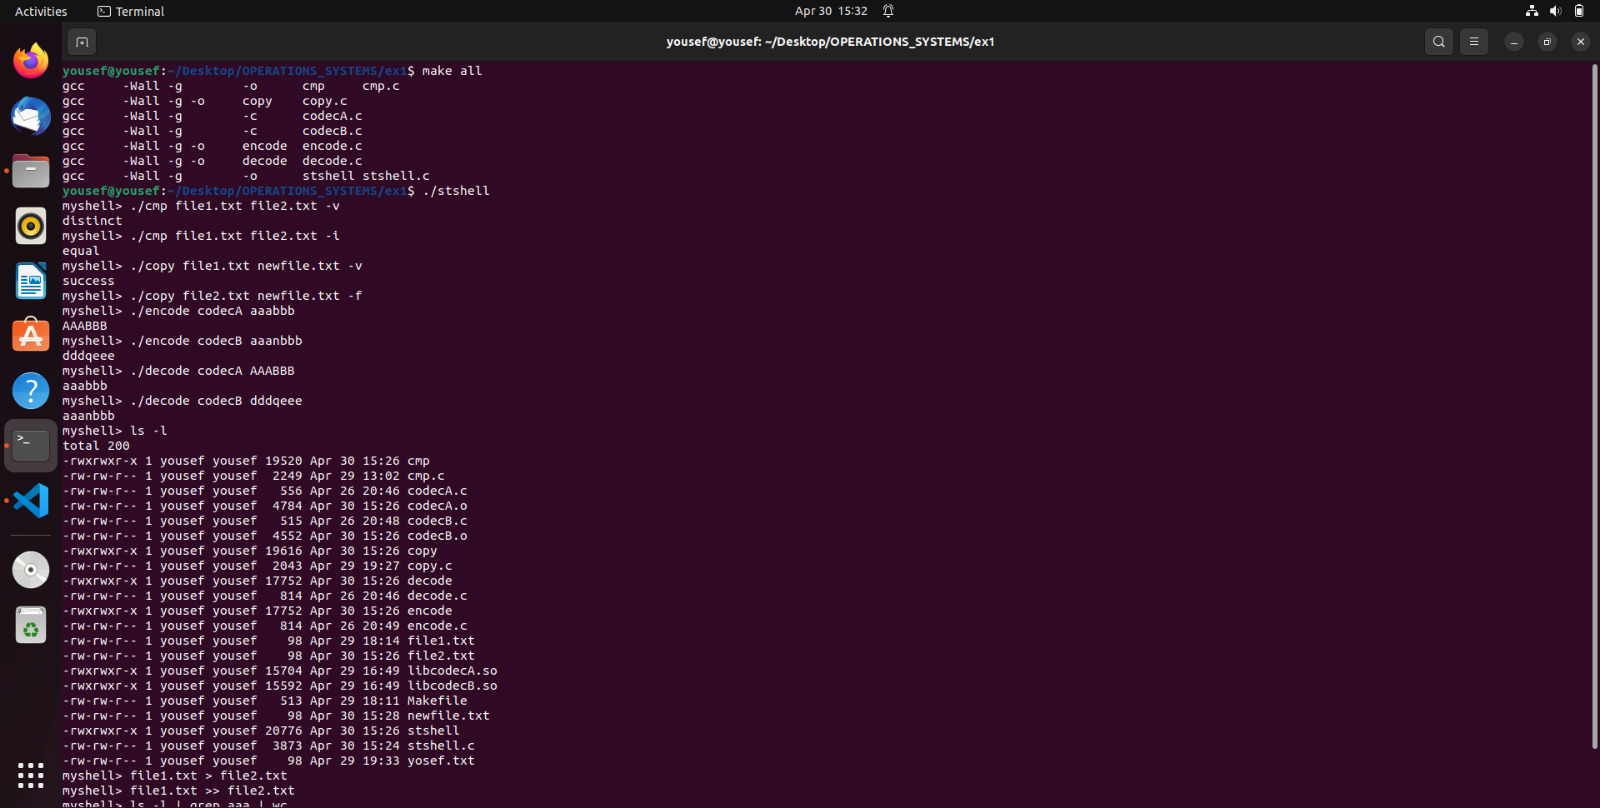 Activities
Terminal
Apr 30 15:32
yousef@yousef: ~/Desktop/OPERATIONS_SYSTEMS/ex1
yousef@yousef:~/Desktop/OPERATIONS_SYSTEMS/ex1$ make all
gcc     -Wall -g        -o      cmp     cmp.c
gcc     -Wall -g -o     copy    copy.c
gcc     -Wall -g        -c      codecA.c
gcc     -Wall -g        -c      codecB.c
gcc     -Wall -g -o     encode  encode.c
gcc     -Wall -g -o     decode  decode.c
gcc     -Wall -g        -o      stshell stshell.c
yousef@yousef:~/Desktop/OPERATIONS_SYSTEMS/ex1$ ./stshell
myshell> ./cmp file1.txt file2.txt -v
distinct
myshell> ./cmp file1.txt file2.txt -i
equal
myshell> ./copy file1.txt newfile.txt -v
success
myshell> ./copy file2.txt newfile.txt -f
myshell> ./encode codecA aaabbb
AAABBB
myshell> ./encode codecB aaanbbb
dddqeee
myshell> ./decode codecA AAABBB
aaabbb
myshell> ./decode codecB dddqeee
aaanbbb
myshell> ls -l
total 200
-rwxrwxr-x 1 yousef yousef 19520 Apr 30 15:26 cmp
-rw-rw-r-- 1 yousef yousef  2249 Apr 29 13:02 cmp.c
-rw-rw-r-- 1 yousef yousef   556 Apr 26 20:46 codecA.c
-rw-rw-r-- 1 yousef yousef  4784 Apr 30 15:26 codecA.o
-rw-rw-r-- 1 yousef yousef   515 Apr 26 20:48 codecB.c
-rw-rw-r-- 1 yousef yousef  4552 Apr 30 15:26 codecB.o
-rwxrwxr-x 1 yousef yousef 19616 Apr 30 15:26 copy
-rw-rw-r-- 1 yousef yousef  2043 Apr 29 19:27 copy.c
-rwxrwxr-x 1 yousef yousef 17752 Apr 30 15:26 decode
-rw-rw-r-- 1 yousef yousef   814 Apr 26 20:46 decode.c
-rwxrwxr-x 1 yousef yousef 17752 Apr 30 15:26 encode
-rw-rw-r-- 1 yousef yousef   814 Apr 26 20:49 encode.c
-rw-rw-r-- 1 yousef yousef    98 Apr 29 18:14 file1.txt
-rw-rw-r-- 1 yousef yousef    98 Apr 30 15:26 file2.txt
-rwxrwxr-x 1 yousef yousef 15704 Apr 29 16:49 libcodecA.so
-rwxrwxr-x 1 yousef yousef 15592 Apr 29 16:49 libcodecB.so
-rw-rw-r-- 1 yousef yousef   513 Apr 29 18:11 Makefile
-rw-rw-r-- 1 yousef yousef    98 Apr 30 15:28 newfile.txt
-rwxrwxr-x 1 yousef yousef 20776 Apr 30 15:26 stshell
-rw-rw-r-- 1 yousef yousef  3873 Apr 30 15:24 stshell.c
-rw-rw-r-- 1 yousef yousef    98 Apr 29 19:33 yosef.txt
myshell> file1.txt > file2.txt
myshell> file1.txt >> file2.txt
myshell> ls -l | grep aaa | wc